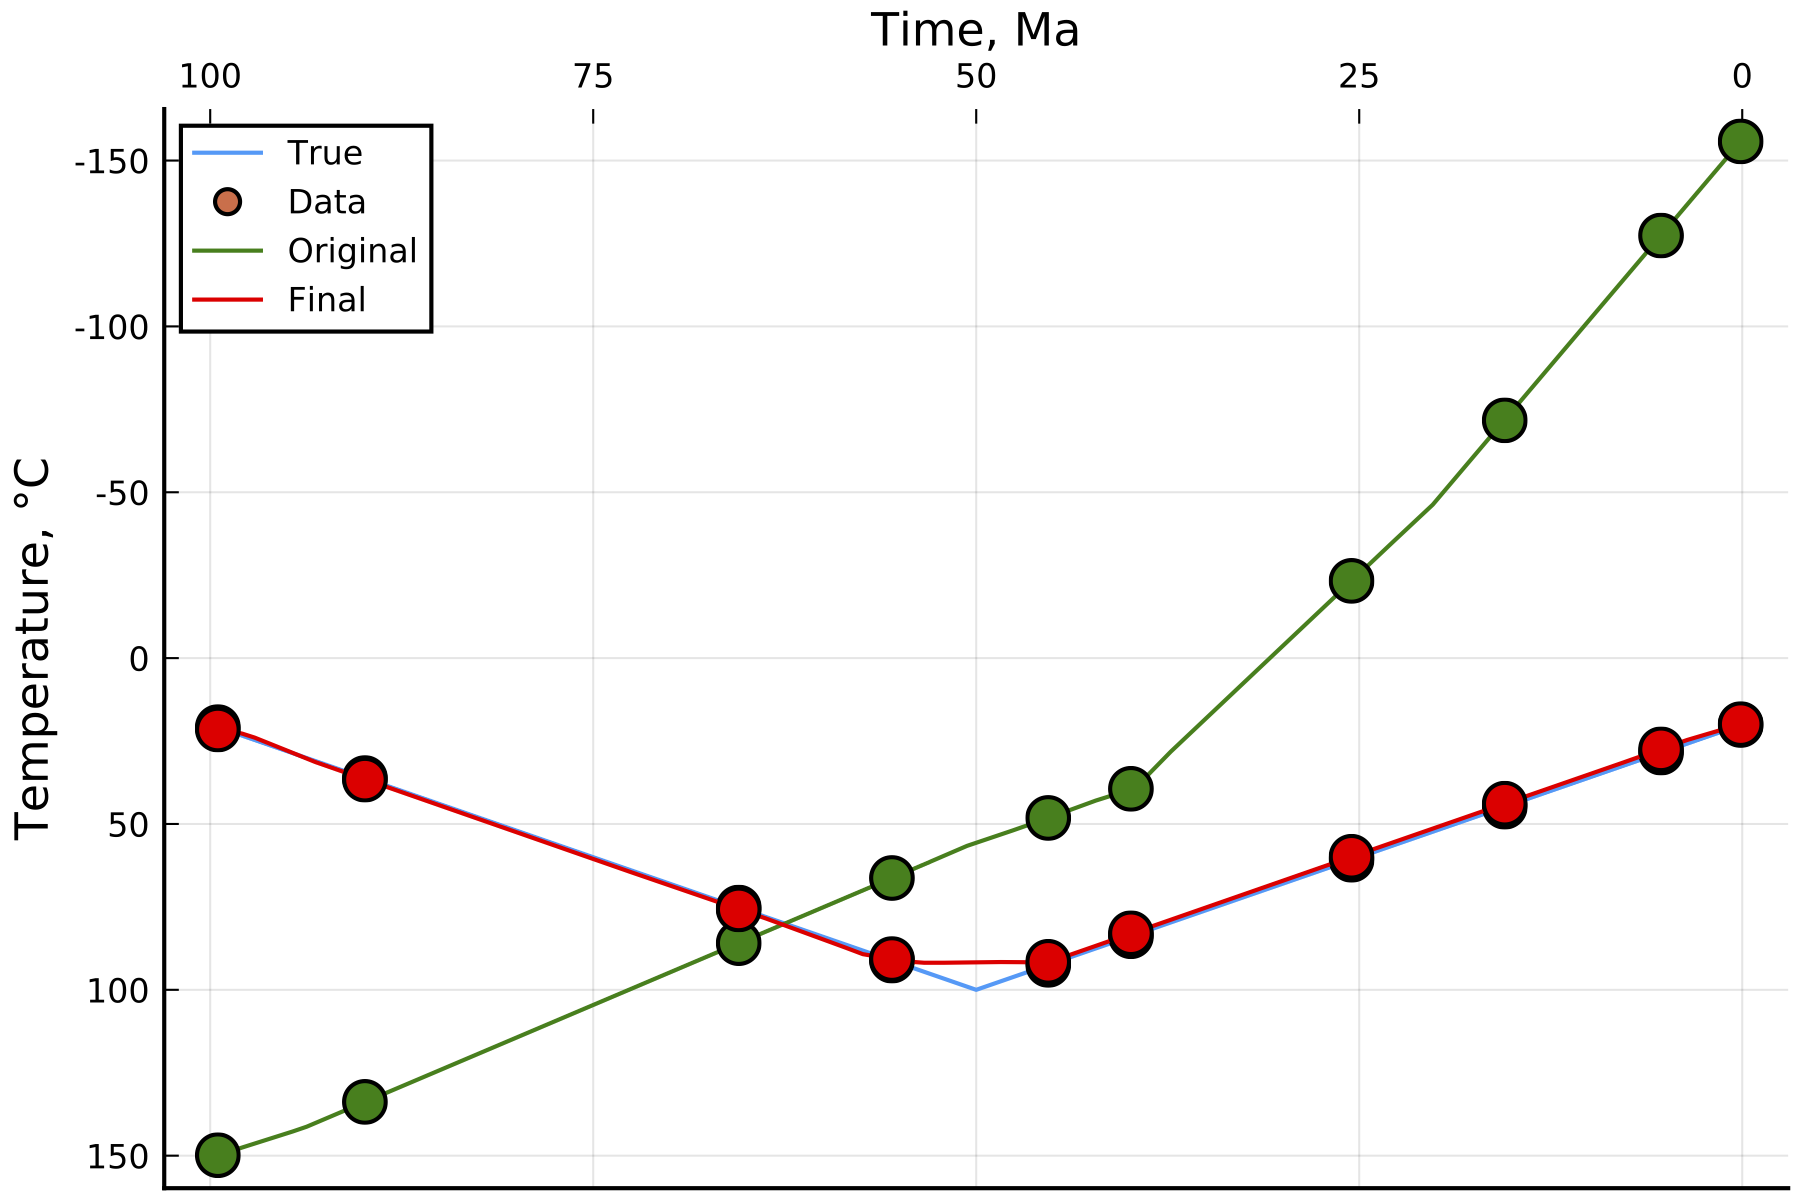 Time, Ma
100 75 50 25 0
True
Data
Original
Final
-150
-100
-50
0
50
100
150
Temperature, °C